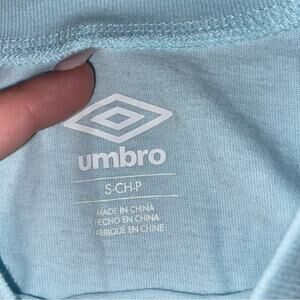 umbro
S-CH-P
MADE IN CHINA
HECHO EN CHINA
FABRIQUÉ EN CHINE